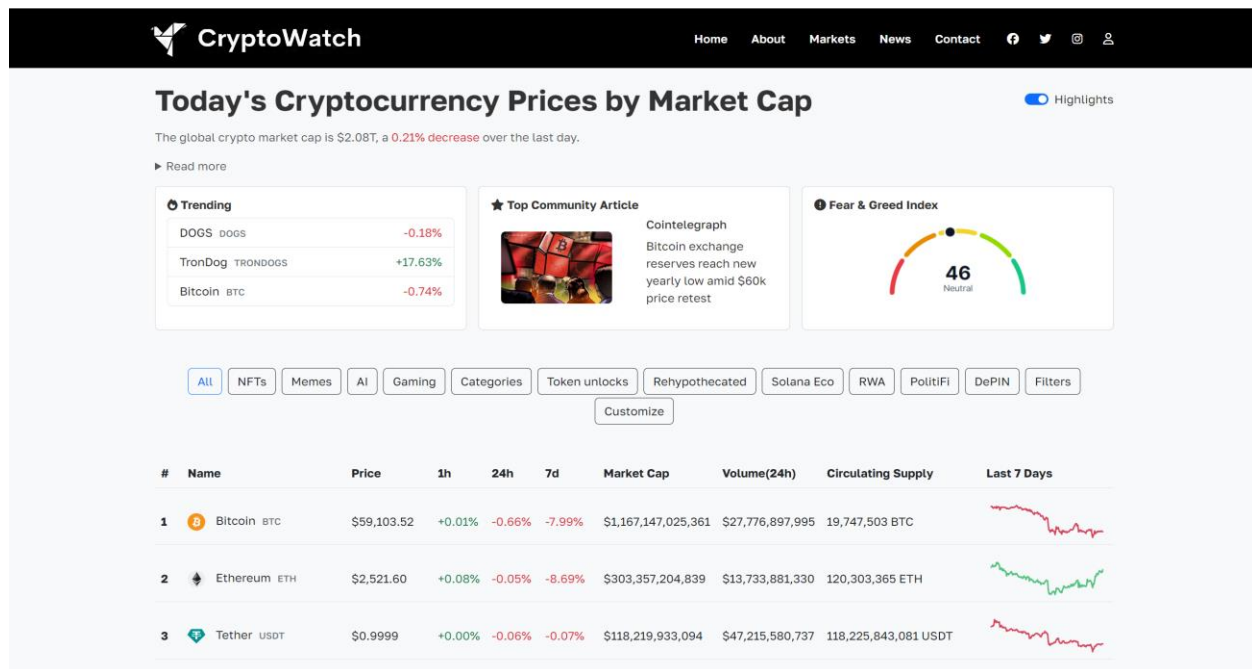 CryptoWatch
Home About Markets News Contact
Today's Cryptocurrency Prices by Market Cap
Highlights
The global crypto market cap is $2.08T, a 0.21% decrease over the last day.
Read more
Trending
DOGS DOGS -0.18%
TronDog TRONDOGS +17.63%
Bitcoin BTC -0.74%
Top Community Article
Cointelegraph
Bitcoin exchange
reserves reach new
yearly low amid $60k
price retest
Fear & Greed Index
46
Neutral
All NFTs Memes AI Gaming Categories Token unlocks Rehypothecated Solana Eco RWA PolitiFi DePIN Filters
Customize
# Name Price 1h 24h 7d Market Cap Volume(24h) Circulating Supply Last 7 Days
1 Bitcoin BTC $59,103.52 +0.01% -0.66% -7.99% $1,167,147,025,361 $27,776,897,995 19,747,503 BTC
2 Ethereum ETH $2,521.60 +0.08% -0.05% -8.69% $303,357,204,839 $13,733,881,330 120,303,365 ETH
3 Tether USDT $0.9999 +0.00% -0.06% -0.07% $118,219,933,094 $47,215,580,737 118,225,843,081 USDT